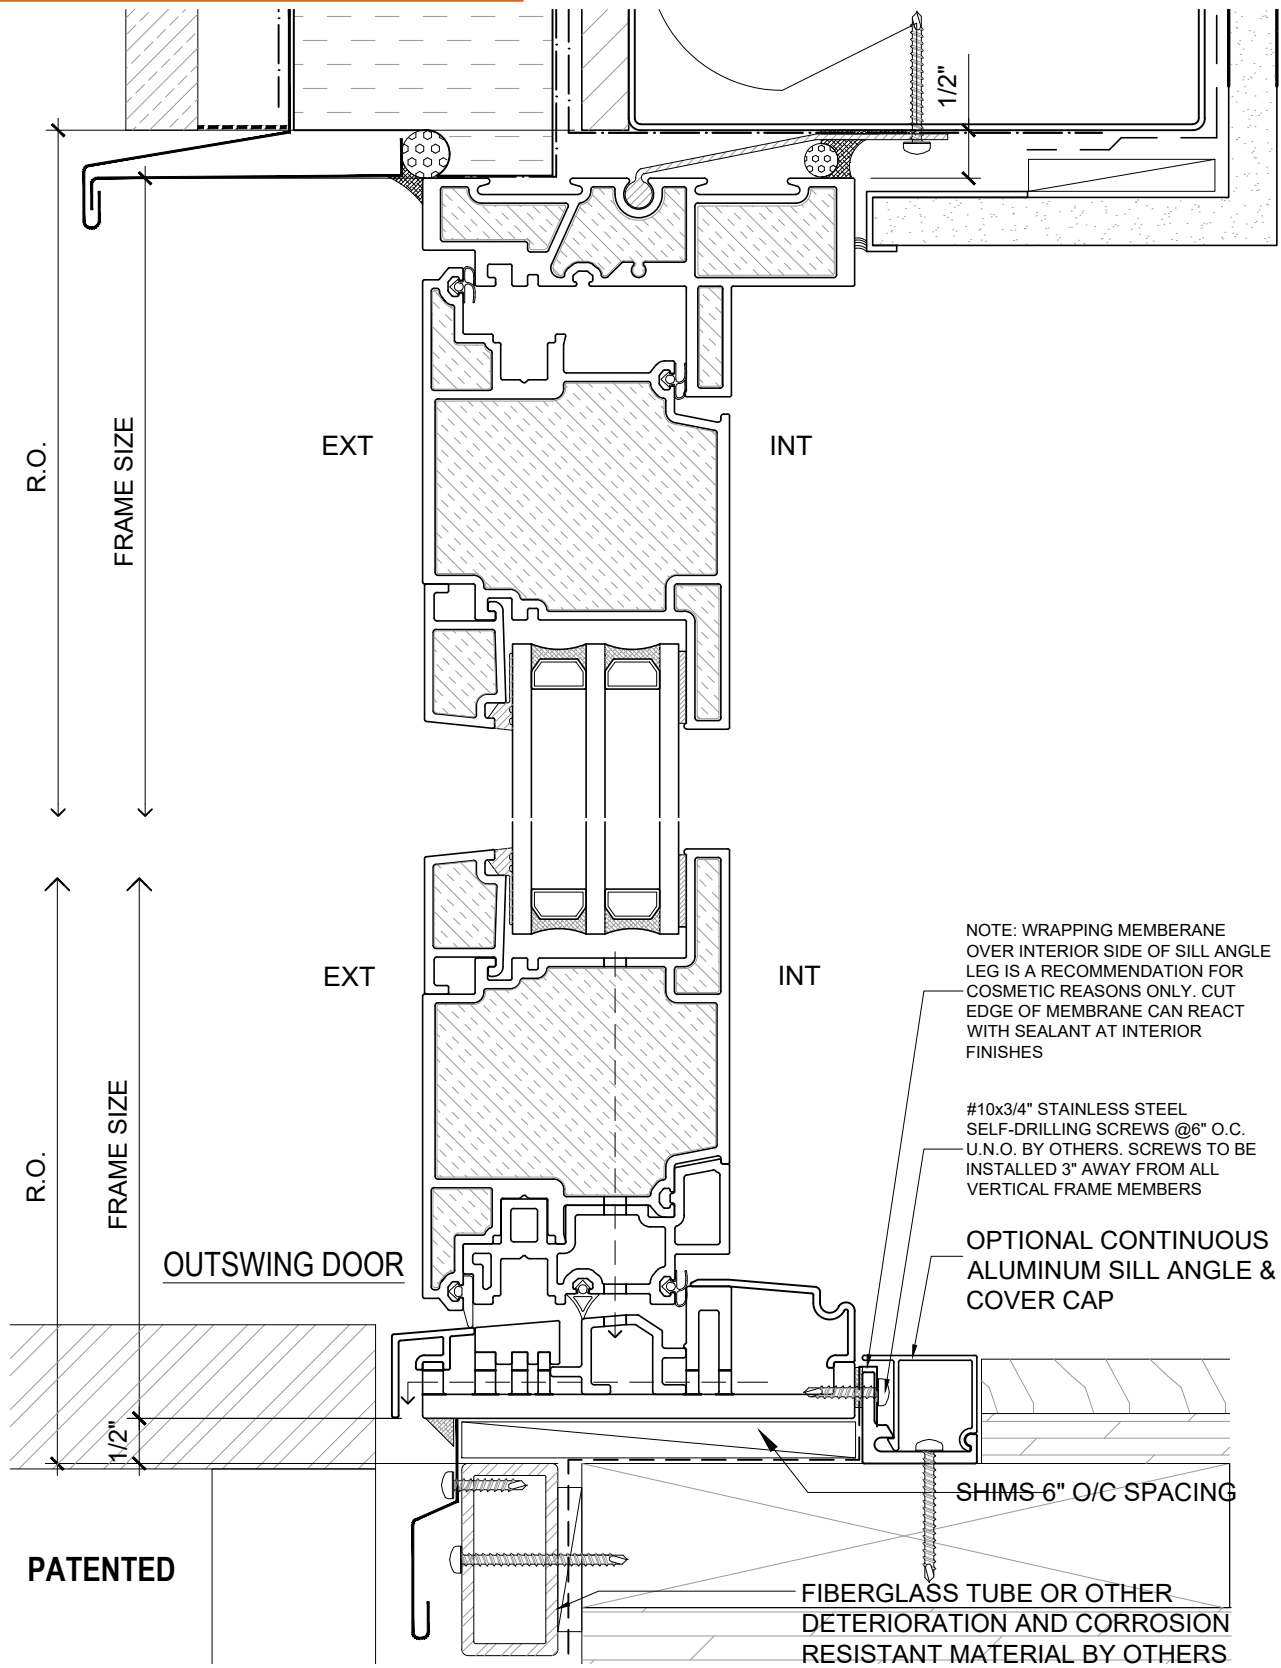 1/2"
R.O.
FRAME SIZE
EXT
INT
EXT
INT
NOTE: WRAPPING MEMBERANE
OVER INTERIOR SIDE OF SILL ANGLE
LEG IS A RECOMMENDATION FOR
COSMETIC REASONS ONLY. CUT
EDGE OF MEMBRANE CAN REACT
WITH SEALANT AT INTERIOR
FINISHES
#10x3/4" STAINLESS STEEL
SELF-DRILLING SCREWS @6" O.C.
U.N.O. BY OTHERS. SCREWS TO BE
INSTALLED 3" AWAY FROM ALL
VERTICAL FRAME MEMBERS
R.O.
FRAME SIZE
OUTSWING DOOR
OPTIONAL CONTINUOUS
ALUMINUM SILL ANGLE &
COVER CAP
1/2"
SHIMS 6" O/C SPACING
PATENTED
FIBERGLASS TUBE OR OTHER
DETERIORATION AND CORROSION
RESISTANT MATERIAL BY OTHERS